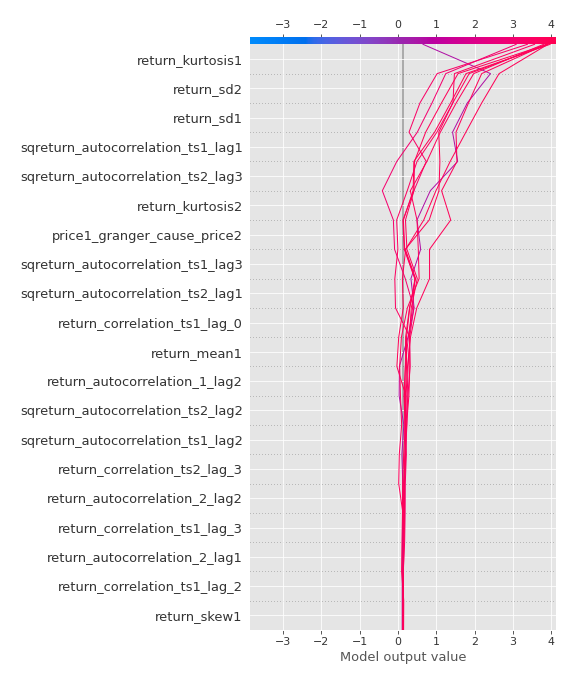 −3 −2 −1 0 1 2 3 4
return_kurtosis1
return_sd2
return_sd1
sqreturn_autocorrelation_ts1_lag1
sqreturn_autocorrelation_ts2_lag3
return_kurtosis2
price1_granger_cause_price2
sqreturn_autocorrelation_ts1_lag3
sqreturn_autocorrelation_ts2_lag1
return_correlation_ts1_lag_0
return_mean1
return_autocorrelation_1_lag2
sqreturn_autocorrelation_ts2_lag2
sqreturn_autocorrelation_ts1_lag2
return_correlation_ts2_lag_3
return_autocorrelation_2_lag2
return_correlation_ts1_lag_3
return_autocorrelation_2_lag1
return_correlation_ts1_lag_2
return_skew1
−3 −2 −1 0 1 2 3 4
Model output value